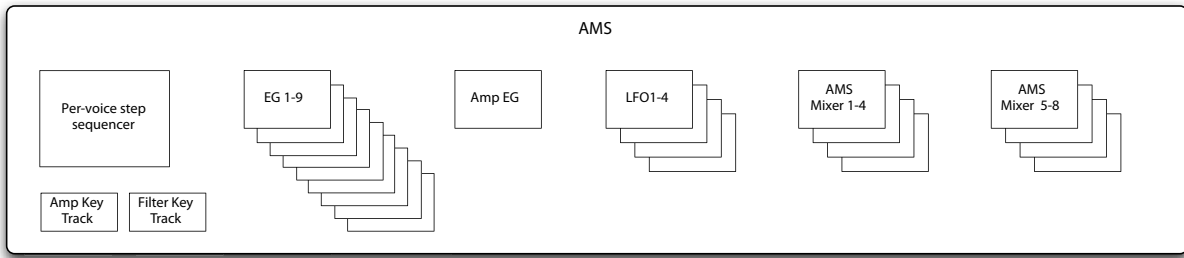 AMS
Per-voice step
sequencer
EG 1-9
Amp EG
LFO1-4
AMS
Mixer 1-4
AMS
Mixer 5-8
Amp Key
Track
Filter Key
Track